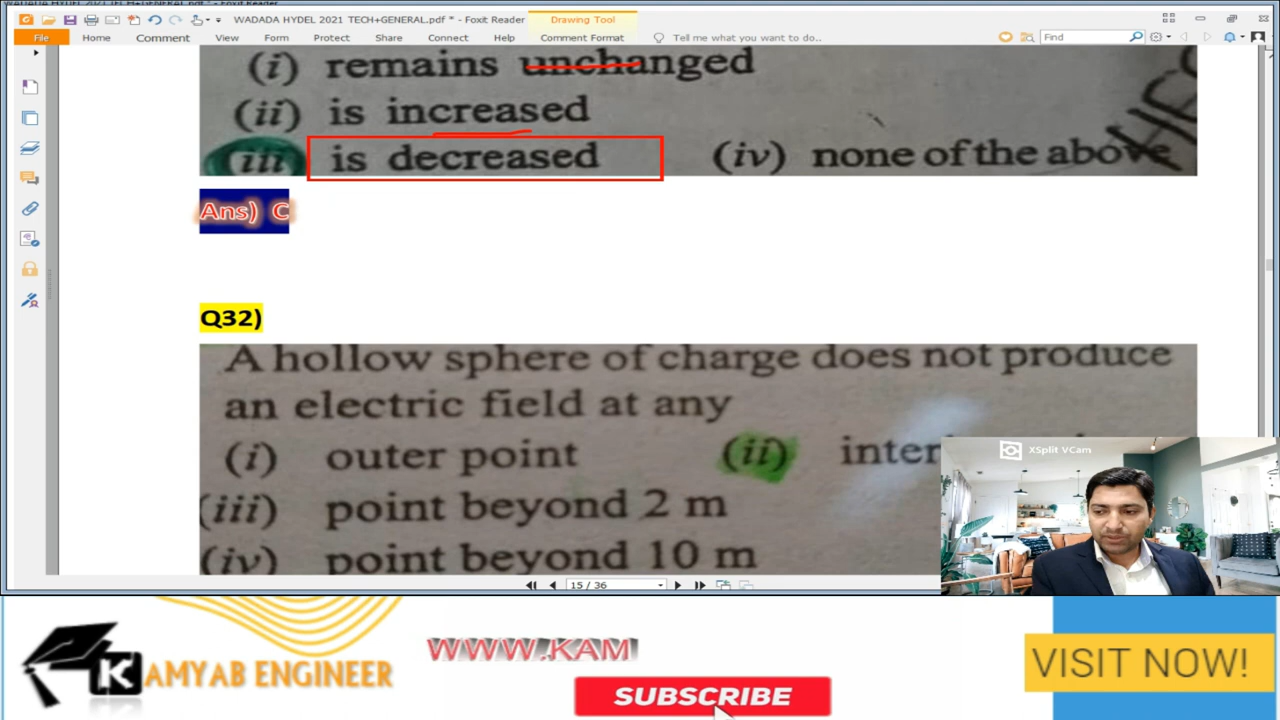 WADADA HYDEL 2021 TECH+GENERAL.pdf * - Foxit Reader
Drawing Tool
File Home Comment View Form Protect Share Connect Help Comment Format Tell me what you want to do.. Find
(i) remains unchanged
(ii) is increased
(iii) is decreased (iv) none of the above
Ans) C
Q32)
A hollow sphere of charge does not produce
an electric field at any
(i) outer point (ii)
(iii) point beyond 2 m
(iv) point beyond 10 m
XSplit VCam
15 / 36
K AMYAB ENGINEER
WWW.KAM
SUBSCRIBE
VISIT NOW!